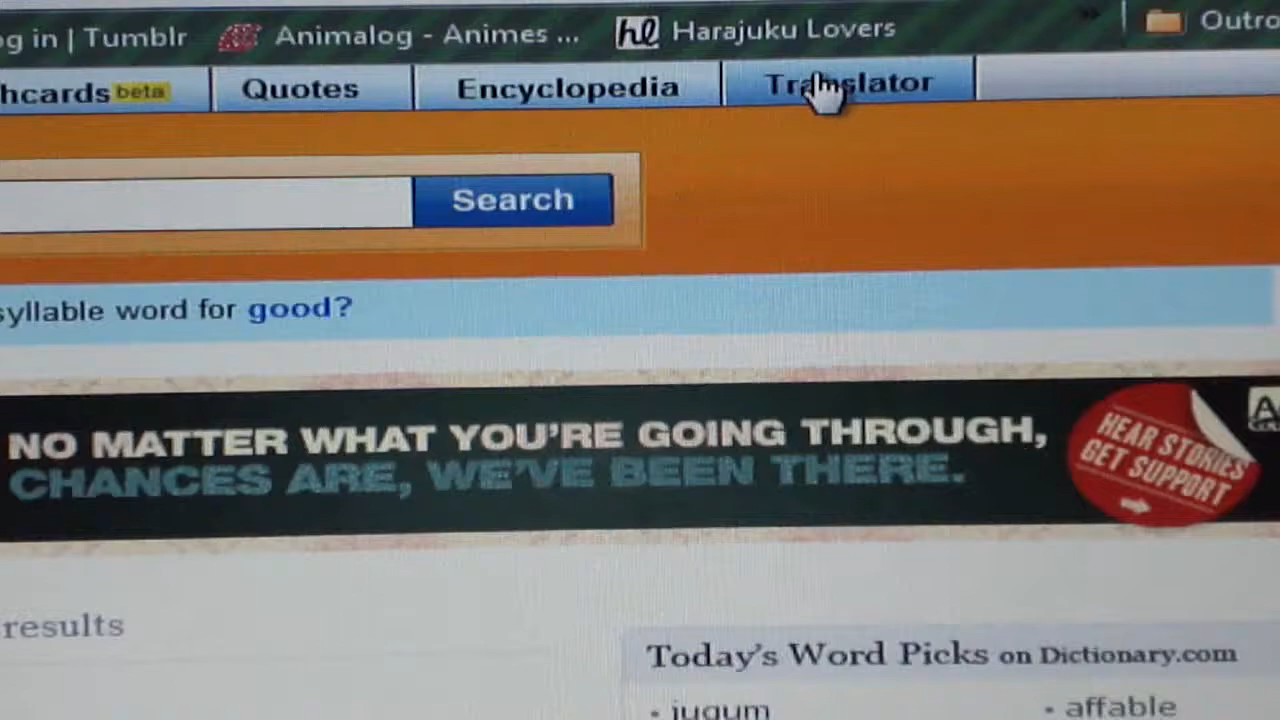 og in | Tumblr Animalog - Animes ... hl Harajuku Lovers Outro
hcards beta Quotes Encyclopedia Translator
Search
syllable word for good?
NO MATTER WHAT YOU'RE GOING THROUGH,
CHANCES ARE, WE'VE BEEN THERE.
HEAR STORIES
GET SUPPORT
results
Today's Word Picks on Dictionary.com
• jugum • affable